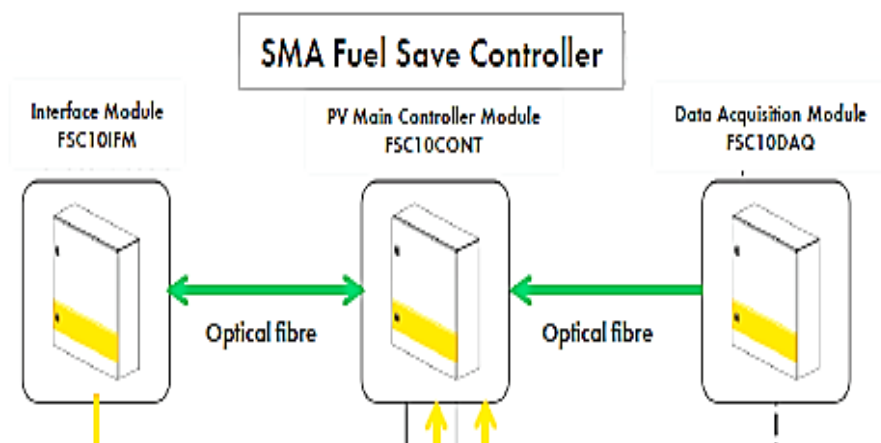 SMA Fuel Save Controller
Interface Module
FSC10IFM
PV Main Controller Module
FSC10CONT
Data Acquisition Module
FSC10DAQ
Optical fibre
Optical fibre